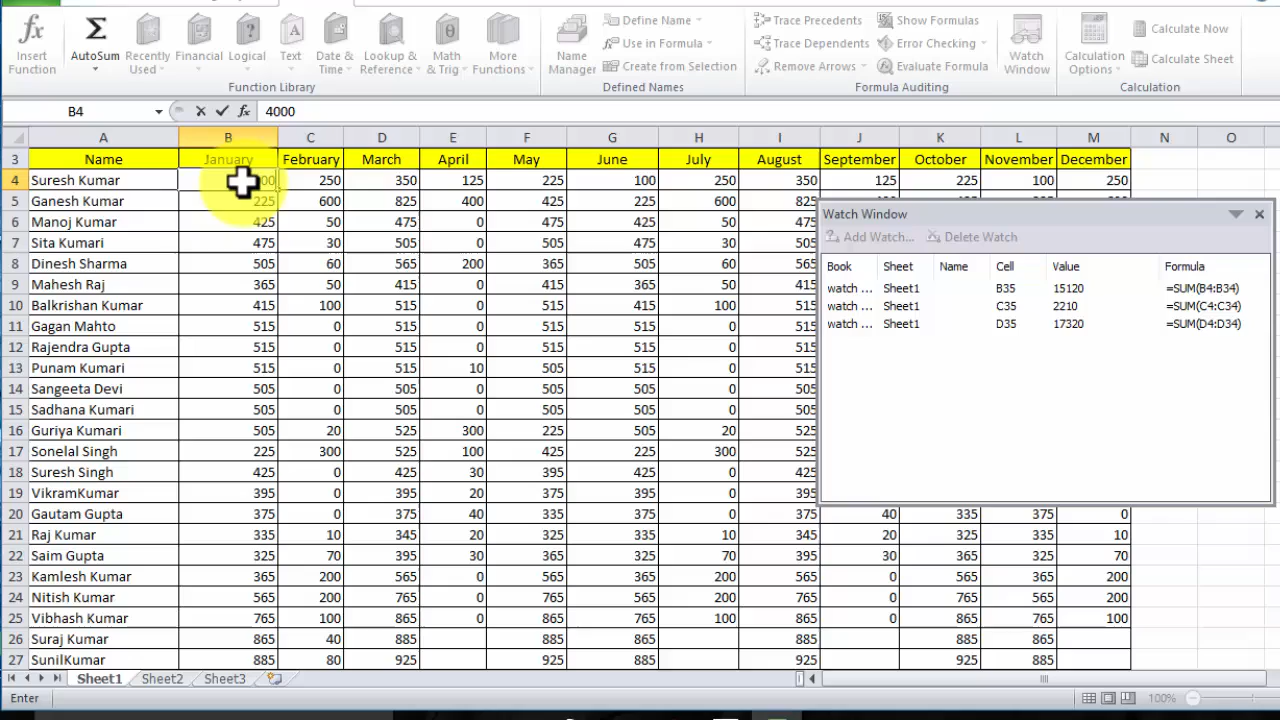 Define Name
Trace Precedents
Show Formulas
Calculate Now
Insert Function
AutoSum
Recently Used
Financial
Logical
Text
Date & Time
Lookup & Reference
Math & Trig
More Functions
Name Manager
Use in Formula
Create from Selection
Trace Dependents
Remove Arrows
Error Checking
Evaluate Formula
Watch Window
Calculation Options
Calculate Sheet
Function Library
Defined Names
Formula Auditing
Calculation
B4 fx 4000
A B C D E F G H I J K L M N O
3 Name January February March April May June July August September October November December
4 Suresh Kumar 250 350 125 225 100 250 350 125 225 100 250
5 Ganesh Kumar 225 600 825 400 425 225 600 825
6 Manoj Kumar 425 50 475 0 475 425 50 475
7 Sita Kumari 475 30 505 0 505 475 30 505
8 Dinesh Sharma 505 60 565 200 365 505 60 565
9 Mahesh Raj 365 50 415 0 415 365 50 415
10 Balkrishan Kumar 415 100 515 0 515 415 100 515
11 Gagan Mahto 515 0 515 0 515 515 0 515
12 Rajendra Gupta 515 0 515 0 515 515 0 515
13 Punam Kumari 515 0 515 10 505 515 0 515
14 Sangeeta Devi 505 0 505 0 505 505 0 505
15 Sadhana Kumari 505 0 505 0 505 505 0 505
16 Guriya Kumari 505 20 525 300 225 505 20 525
17 Sonelal Singh 225 300 525 100 425 225 300 525
18 Suresh Singh 425 0 425 30 395 425 0 425
19 VikramKumar 395 0 395 20 375 395 0 395
20 Gautam Gupta 375 0 375 40 335 375 0 375 40 335 375 0
21 Raj Kumar 335 10 345 20 325 335 10 345 20 325 335 10
22 Saim Gupta 325 70 395 30 365 325 70 395 30 365 325 70
23 Kamlesh Kumar 365 200 565 0 565 365 200 565 0 565 365 200
24 Nitish Kumar 565 200 765 0 765 565 200 765 0 765 565 200
25 Vibhash Kumar 765 100 865 0 865 765 100 865 0 865 765 100
26 Suraj Kumar 865 40 885 885 865 885 885 865
27 SunilKumar 885 80 925 925 885 925 925 885
Watch Window
Add Watch... Delete Watch
Book Sheet Name Cell Value Formula
watch ... Sheet1 B35 15120 =SUM(B4:B34)
watch ... Sheet1 C35 2210 =SUM(C4:C34)
watch ... Sheet1 D35 17320 =SUM(D4:D34)
Sheet1 Sheet2 Sheet3
Enter 100%